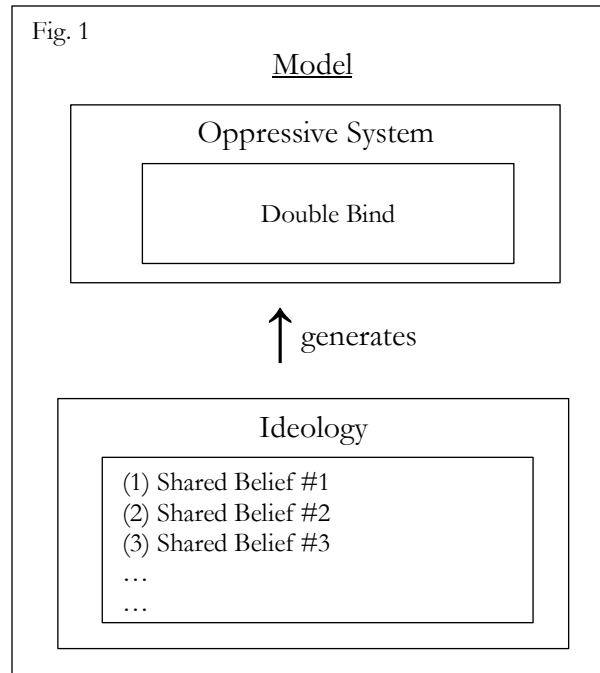 Fig. 1
Model
Oppressive System
Double Bind
↑ generates
Ideology
(1) Shared Belief #1
(2) Shared Belief #2
(3) Shared Belief #3
…
…